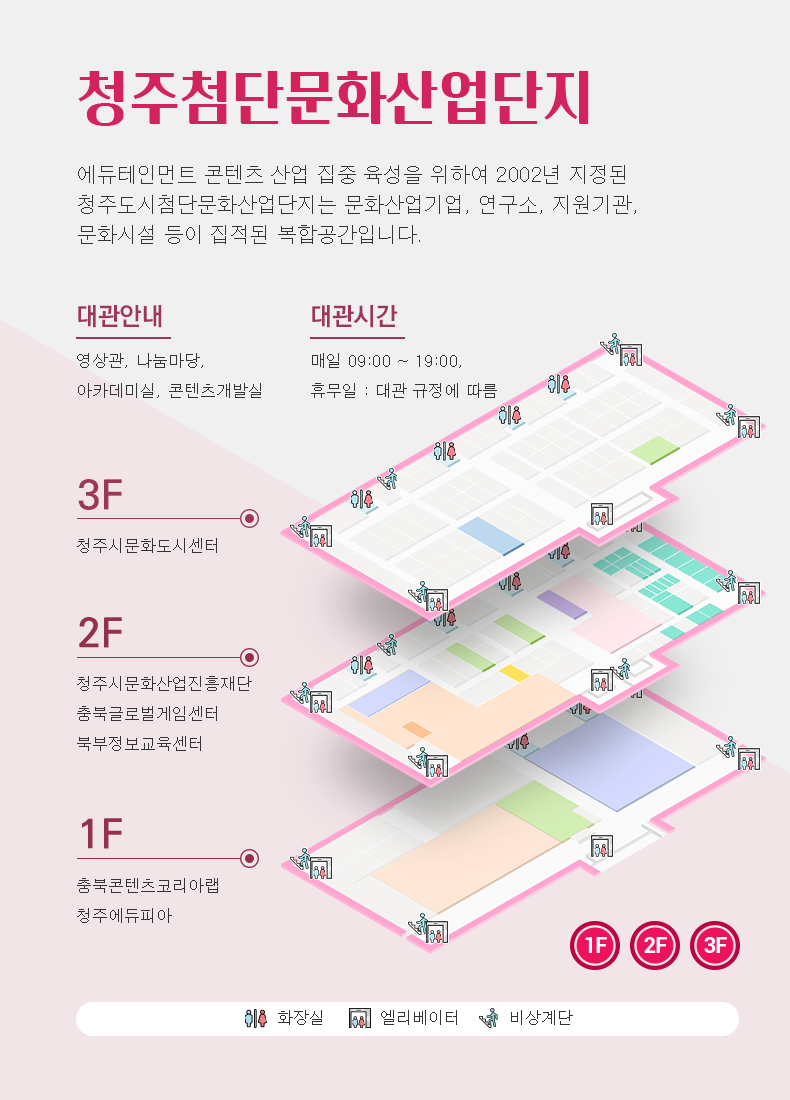 청주첨단문화산업단지
에듀테인먼트 콘텐츠 산업 집중 육성을 위하여 2002년 지정된
청주도시첨단문화산업단지는 문화산업기업, 연구소, 지원기관,
문화시설 등이 집적된 복합공간입니다.
대관안내
영상관, 나눔마당,
아카데미실, 콘텐츠개발실
대관시간
매일 09:00 ~ 19:00,
휴무일 : 대관 규정에 따름
3F
청주시문화도시센터
2F
청주시문화산업진흥재단
충북글로벌게임센터
북부정보교육센터
1F
충북콘텐츠코리아랩
청주에듀피아
1F 2F 3F
화장실 엘리베이터 비상계단